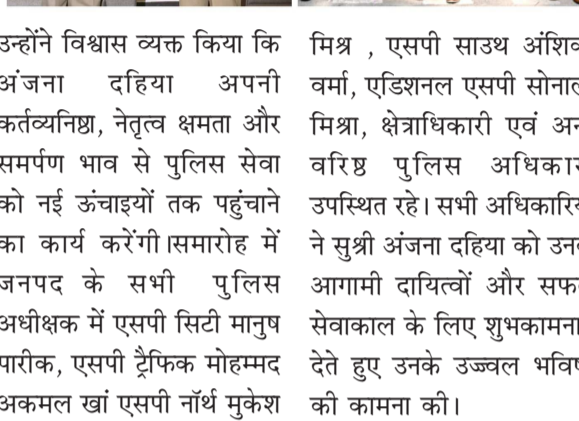 उन्होंने विश्वास व्यक्त किया कि
अंजना दहिया अपनी
कर्तव्यनिष्ठा, नेतृत्व क्षमता और
समर्पण भाव से पुलिस सेवा
को नई ऊंचाइयों तक पहुंचाने
का कार्य करेंगी।समारोह में
जनपद के सभी पुलिस
अधीक्षक में एसपी सिटी मानुष
पारीक, एसपी ट्रैफिक मोहम्मद
अकमल खां एसपी नॉर्थ मुकेश
मिश्र , एसपी साउथ
वर्मा, एडिशनल एसपी
मिश्रा, क्षेत्राधिकारी एवं
वरिष्ठ पुलिस
उपस्थित रहे। सभी
ने सुश्री अंजना दहिया को
आगामी दायित्वों और
सेवाकाल के लिए
देते हुए उनके उज्ज्वल
की कामना की।